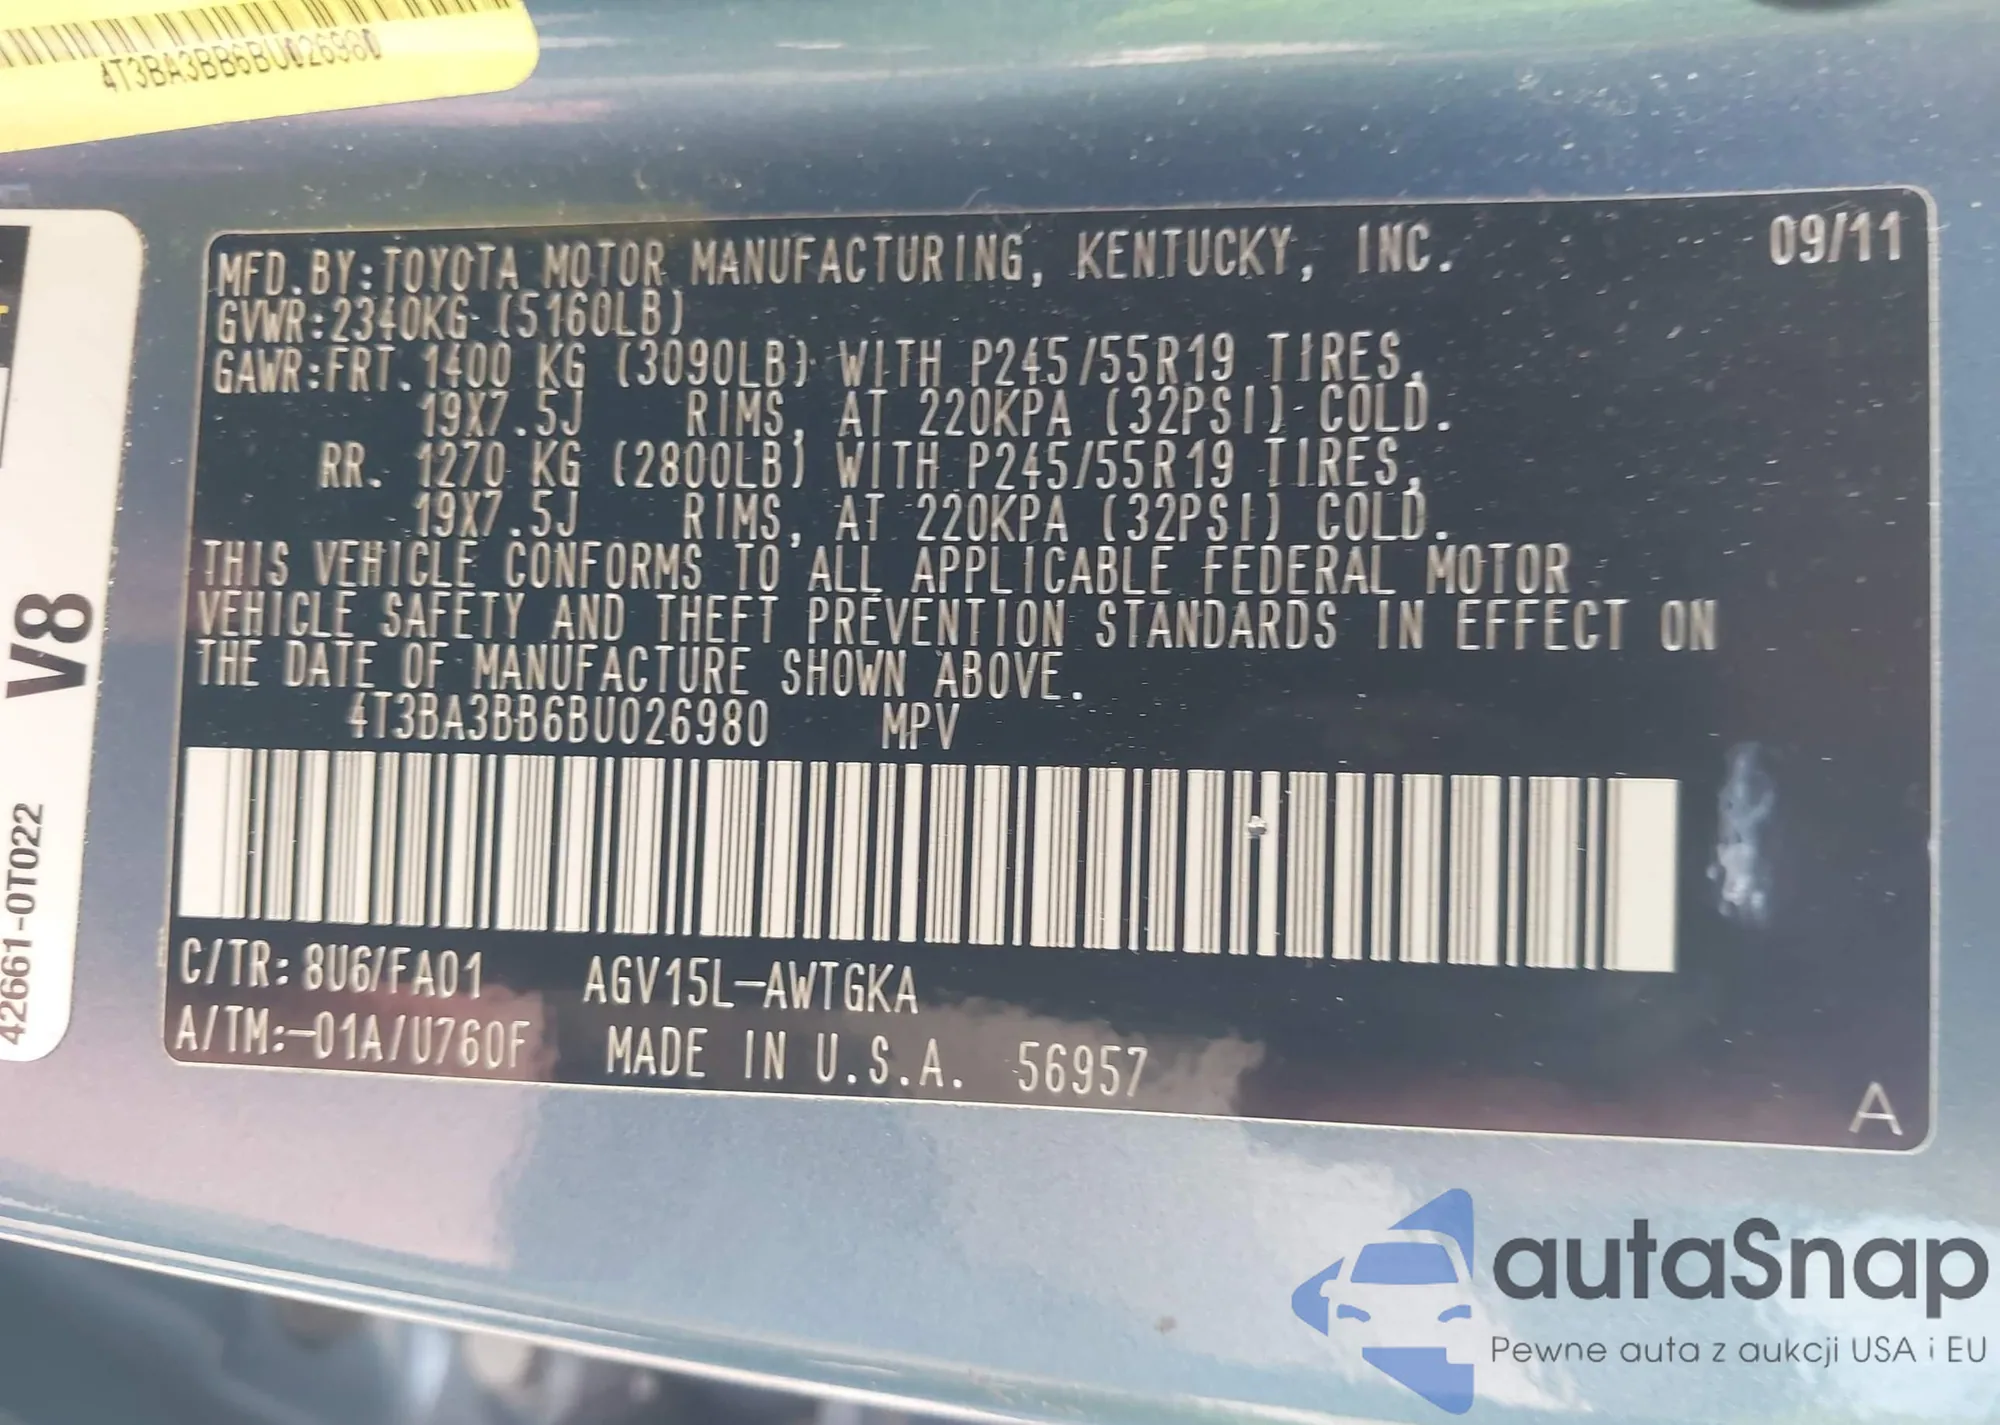 4T3BA3BB6BU026980
MFD.BY:TOYOTA MOTOR MANUFACTURING, KENTUCKY, INC. 09/11
GVWR:2340KG (5160LB)
GAWR:FRT.1400 KG (3090LB) WITH P245/55R19 TIRES,
19X7.5J RIMS, AT 220KPA (32PSI) COLD.
RR. 1270 KG (2800LB) WITH P245/55R19 TIRES,
19X7.5J RIMS, AT 220KPA (32PSI) COLD.
THIS VEHICLE CONFORMS TO ALL APPLICABLE FEDERAL MOTOR
VEHICLE SAFETY AND THEFT PREVENTION STANDARDS IN EFFECT ON
THE DATE OF MANUFACTURE SHOWN ABOVE.
4T3BA3BB6BU026980 MPV
C/TR:8U6/FA01 AGV15L-AWTGKA
A/TM:-01A/U760F MADE IN U.S.A. 56957
A
V8
42661-0T022
autaSnap
Pewne auta z aukcji USA i EU